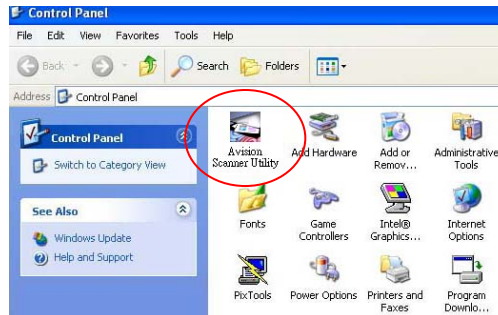 Control Panel
File Edit View Favorites Tools Help
Back Search Folders
Address Control Panel
Control Panel
Switch to Category View
See Also
Windows Update
Help and Support
Avision
Scanner Utility
Add Hardware
Add or
Remov...
Administrative
Tools
Fonts
Game
Controllers
Intel®
Graphics...
Internet
Options
PixTools
Power Options
Printers and
Faxes
Program
Downlo...